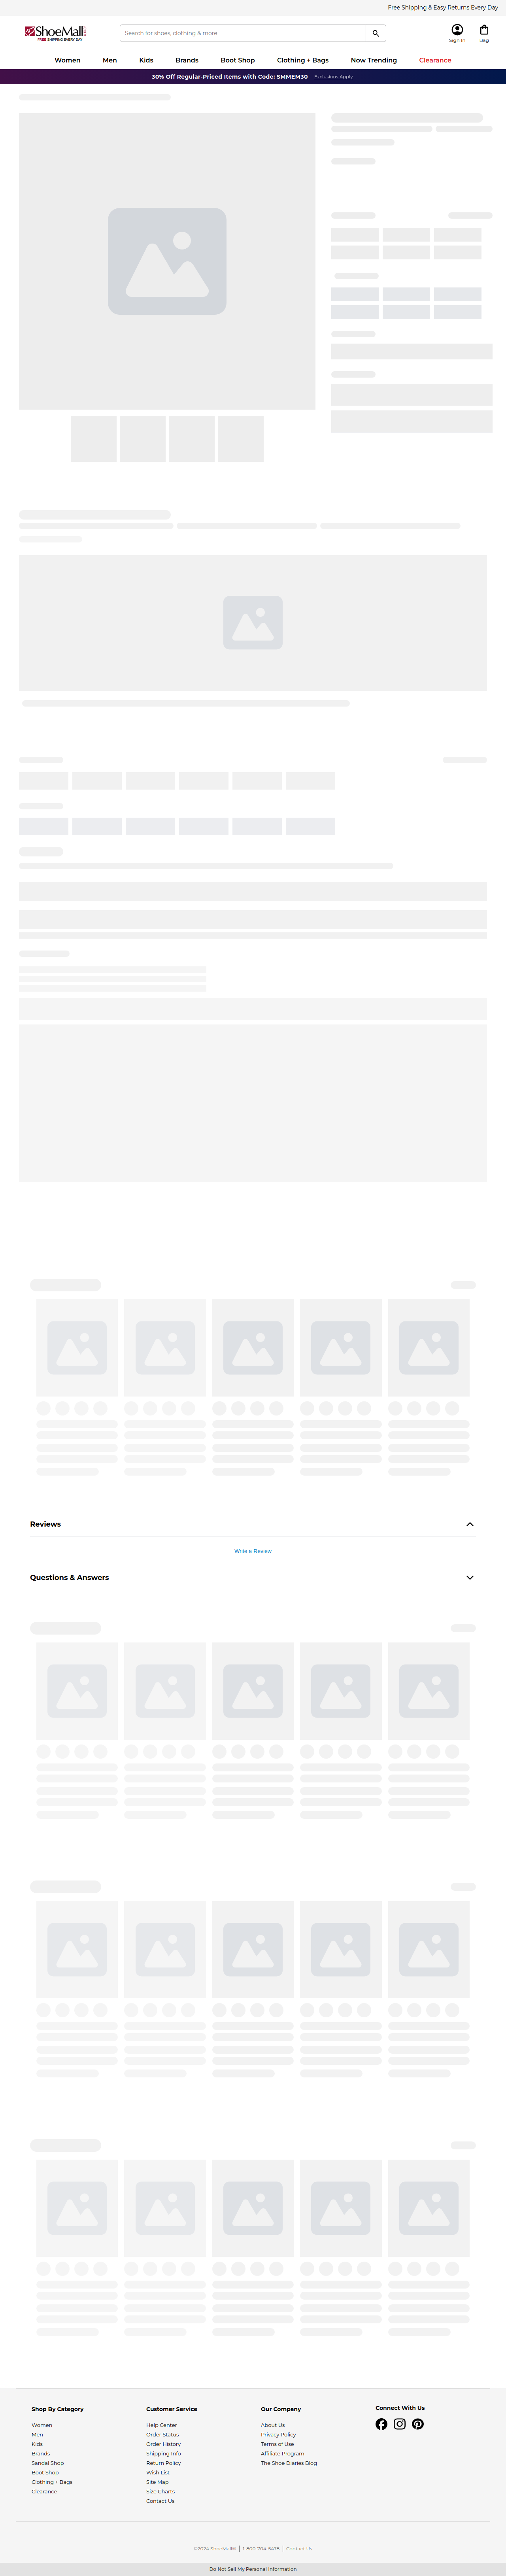 Free Shipping & Easy Returns Every Day
ShoeMall
FREE SHIPPING EVERY DAY
Search for shoes, clothing & more
Sign In
Bag
Women Men Kids Brands Boot Shop Clothing + Bags Now Trending Clearance
30% Off Regular-Priced Items with Code: SMMEM30 Exclusions Apply
Reviews
Write a Review
Questions & Answers
Shop By Category
Women
Men
Kids
Brands
Sandal Shop
Boot Shop
Clothing + Bags
Clearance
Customer Service
Help Center
Order Status
Order History
Shipping Info
Return Policy
Wish List
Site Map
Size Charts
Contact Us
Our Company
About Us
Privacy Policy
Terms of Use
Affiliate Program
The Shoe Diaries Blog
Connect With Us
©2024 ShoeMall® | 1-800-704-5478 | Contact Us
Do Not Sell My Personal Information